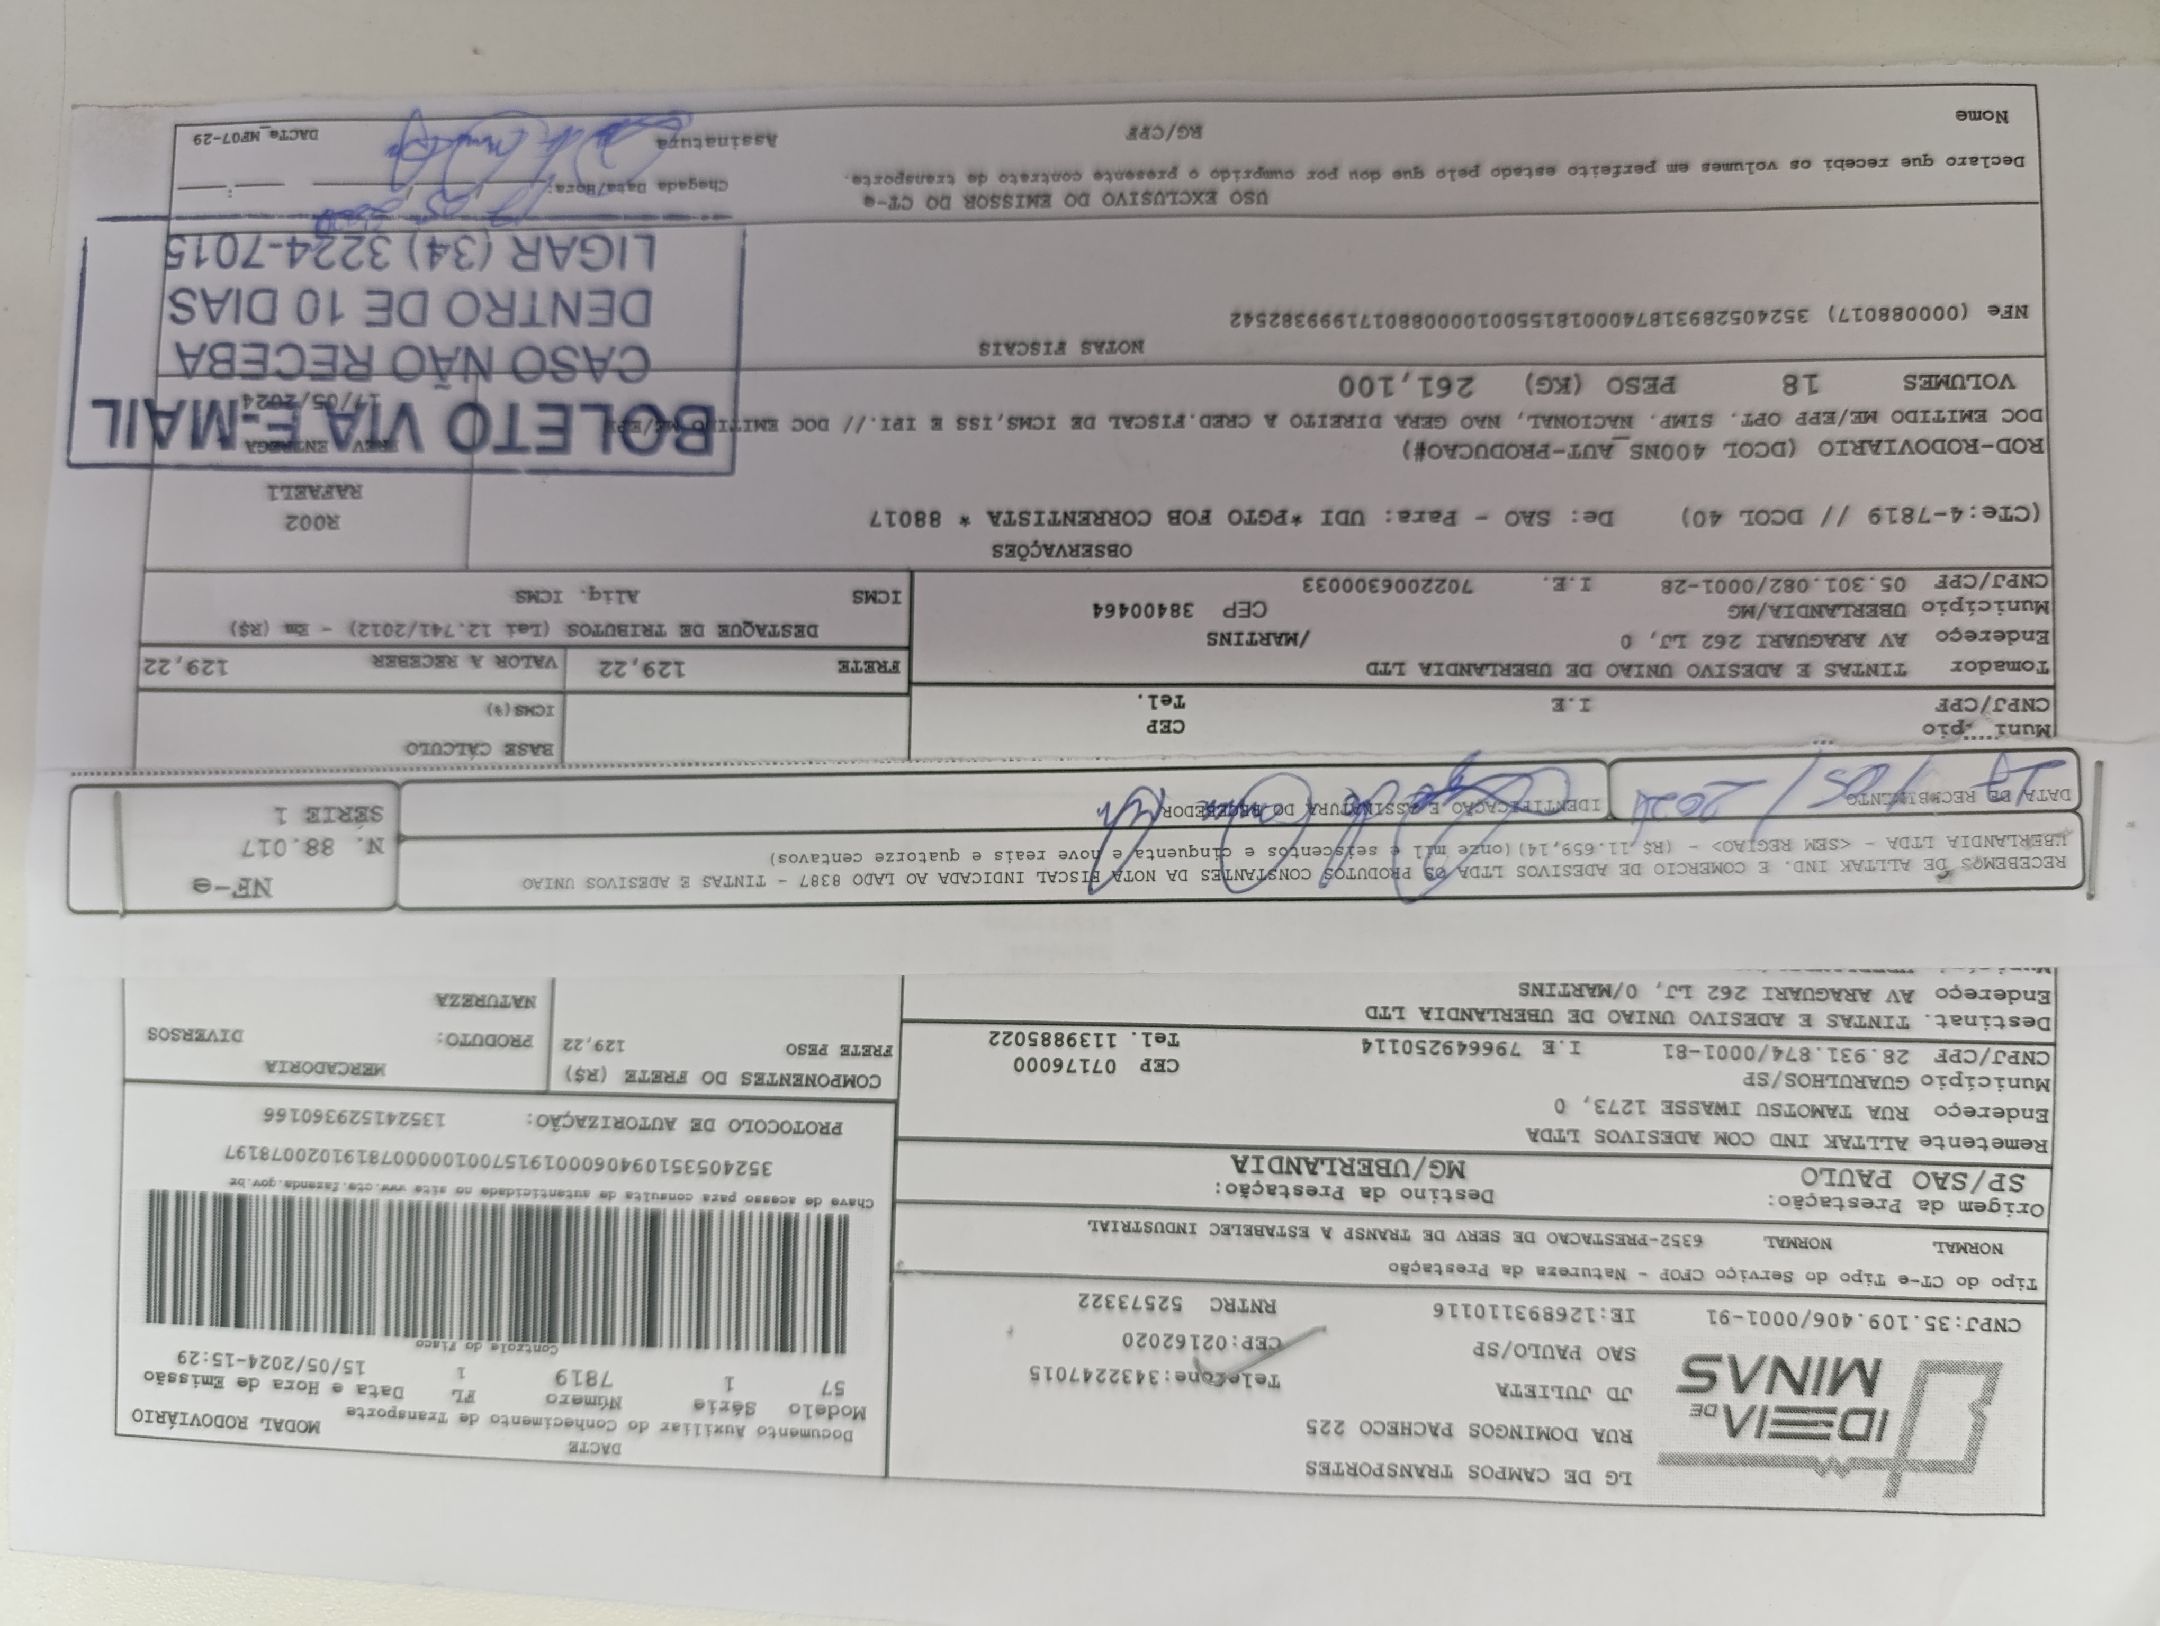 IDEIA DE
MINAS
LG DE CAMPOS TRANSPORTES
RUA DOMINGOS PACHECO 225
JD JULIETA Telefone:3432247015
SAO PAULO/SP CEP:02162020
CNPJ:35.109.406/0001-91 IE:126893110116 RNTRC 52573322
DACTE
Documento Auxiliar do Conhecimento de Transporte
MODAL RODOVIÁRIO
Modelo Série Número FL Data e Hora de Emissão
57 1 7819 1 15/05/2024-15:29
Controle do Fisco
Tipo do CT-e Tipo do Serviço CFOP - Natureza da Prestação
NORMAL NORMAL 6352-PRESTACAO DE SERV DE TRANSP A ESTABELEC INDUSTRIAL
Origem da Prestação: Destino da Prestação:
SP/SAO PAULO MG/UBERLANDIA
Chave de acesso para consulta de autenticidade no site www.cte.fazenda.gov.br
35240535109406000191570010000078191020078197
PROTOCOLO DE AUTORIZAÇÃO: 135241529360166
Remetente ALLTAK IND COM ADESIVOS LTDA
Endereço RUA TAMOTSU IWASSE 1273, 0
Município GUARULHOS/SP CEP 07176000
CNPJ/CPF 28.931.874/0001-81 I.E 796649250114 Tel. 1139885022
COMPONENTES DO FRETE (R$) MERCADORIA
FRETE PESO 129,22 PRODUTO: DIVERSOS
NATUREZA
Destinat. TINTAS E ADESIVO UNIAO DE UBERLANDIA LTD
Endereço AV ARAGUARI 262 LJ, 0/MARTINS
RECEBEMOS DE ALLTAK IND. E COMERCIO DE ADESIVOS LTDA OS PRODUTOS CONSTANTES DA NOTA FISCAL INDICADA AO LADO 8387 - TINTAS E ADESIVOS UNIAO
UBERLANDIA LTDA - <SEM REGIAO> - (R$ 11.659,14)(onze mil e seiscentos e cinquenta e nove reais e quatorze centavos)
DATA DE RECEBIMENTO IDENTIFICAÇÃO E ASSINATURA DO RECEBEDOR
/05/2024
NF-e
N. 88.017
SÉRIE 1
CEP
CNPJ/CPF I.E Tel.
BASE CÁLCULO
ICMS(%)
Tomador TINTAS E ADESIVO UNIAO DE UBERLANDIA LTD
Endereço AV ARAGUARI 262 LJ, 0 /MARTINS
Município UBERLANDIA/MG CEP 38400464
CNPJ/CPF 05.301.082/0001-28 I.E. 7022006300033
FRETE 129,22 VALOR A RECEBER 129,22
DESTAQUE DE TRIBUTOS (Lei 12.741/2012) - Em (R$)
ICMS Aliq. ICMS
OBSERVAÇÕES
(CTe:4-7819 // DCOL 40) De: SAO - Para: UDI *PGTO FOB CORRENTISTA * 88017
R002
RAFAEL1
ROD-RODOVIARIO (DCOL 400NS_AUT-PRODUCAO#)
DOC EMITIDO ME/EPP OPT. SIMP. NACIONAL, NAO GERA DIREITO A CRED.FISCAL DE ICMS,ISS E IPI.// DOC EMITIDO ME/EPP
PREV ENTREGA
17/05/2024
VOLUMES 18 PESO (KG) 261,100
NOTAS FISCAIS
NFe (000088017) 35240528931874000181550010000880171999382542
BOLETO VIA E-MAIL
CASO NÃO RECEBA
DENTRO DE 10 DIAS
LIGAR (34) 3224-7015
USO EXCLUSIVO DO EMISSOR DO CT-e
Declaro que recebi os volumes em perfeito estado pelo que dou por cumprido o presente contrato de transporte.
Chegada Data/Hora:
Nome RG/CPF Assinatura
DACTe_MF07-29